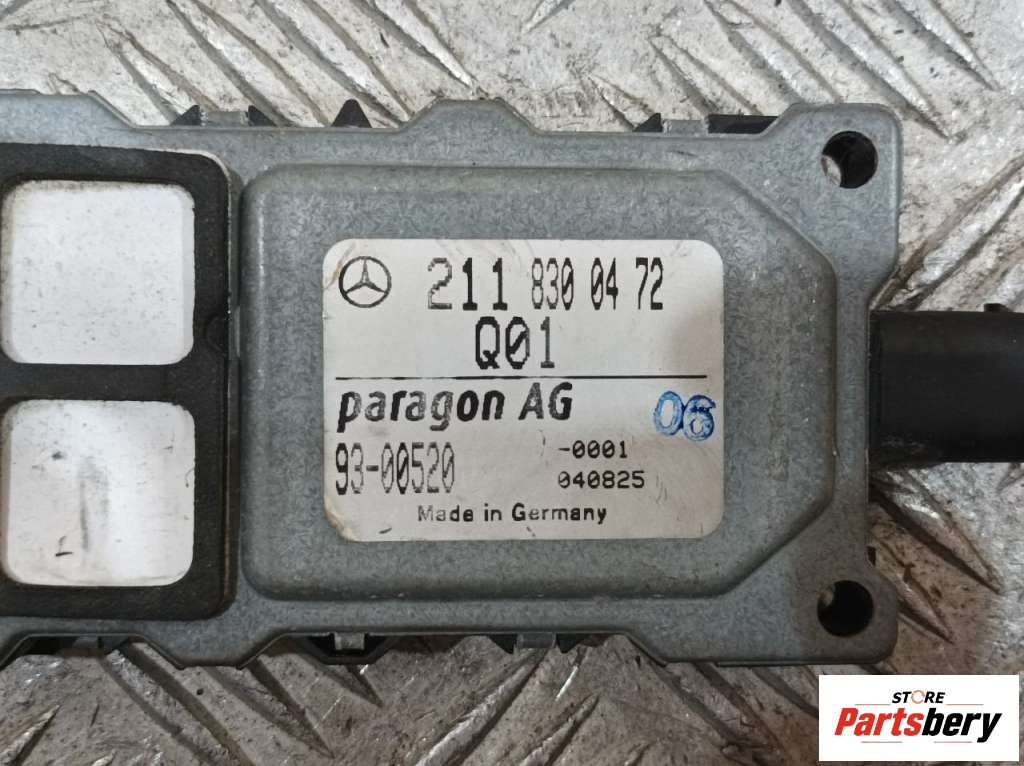 211 830 04 72
Q01
paragon AG
06
93-00520
-0001
040825
Made in Germany
STORE
Partsbery